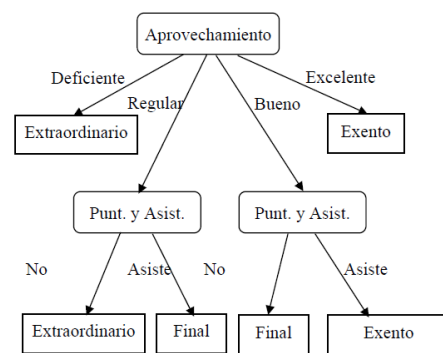 Aprovechamiento
Deficiente
Excelente
Regular
Bueno
Extraordinario
Exento
Punt. y Asist.
Punt. y Asist.
No
Asiste
No
Asiste
Extraordinario
Final
Final
Exento